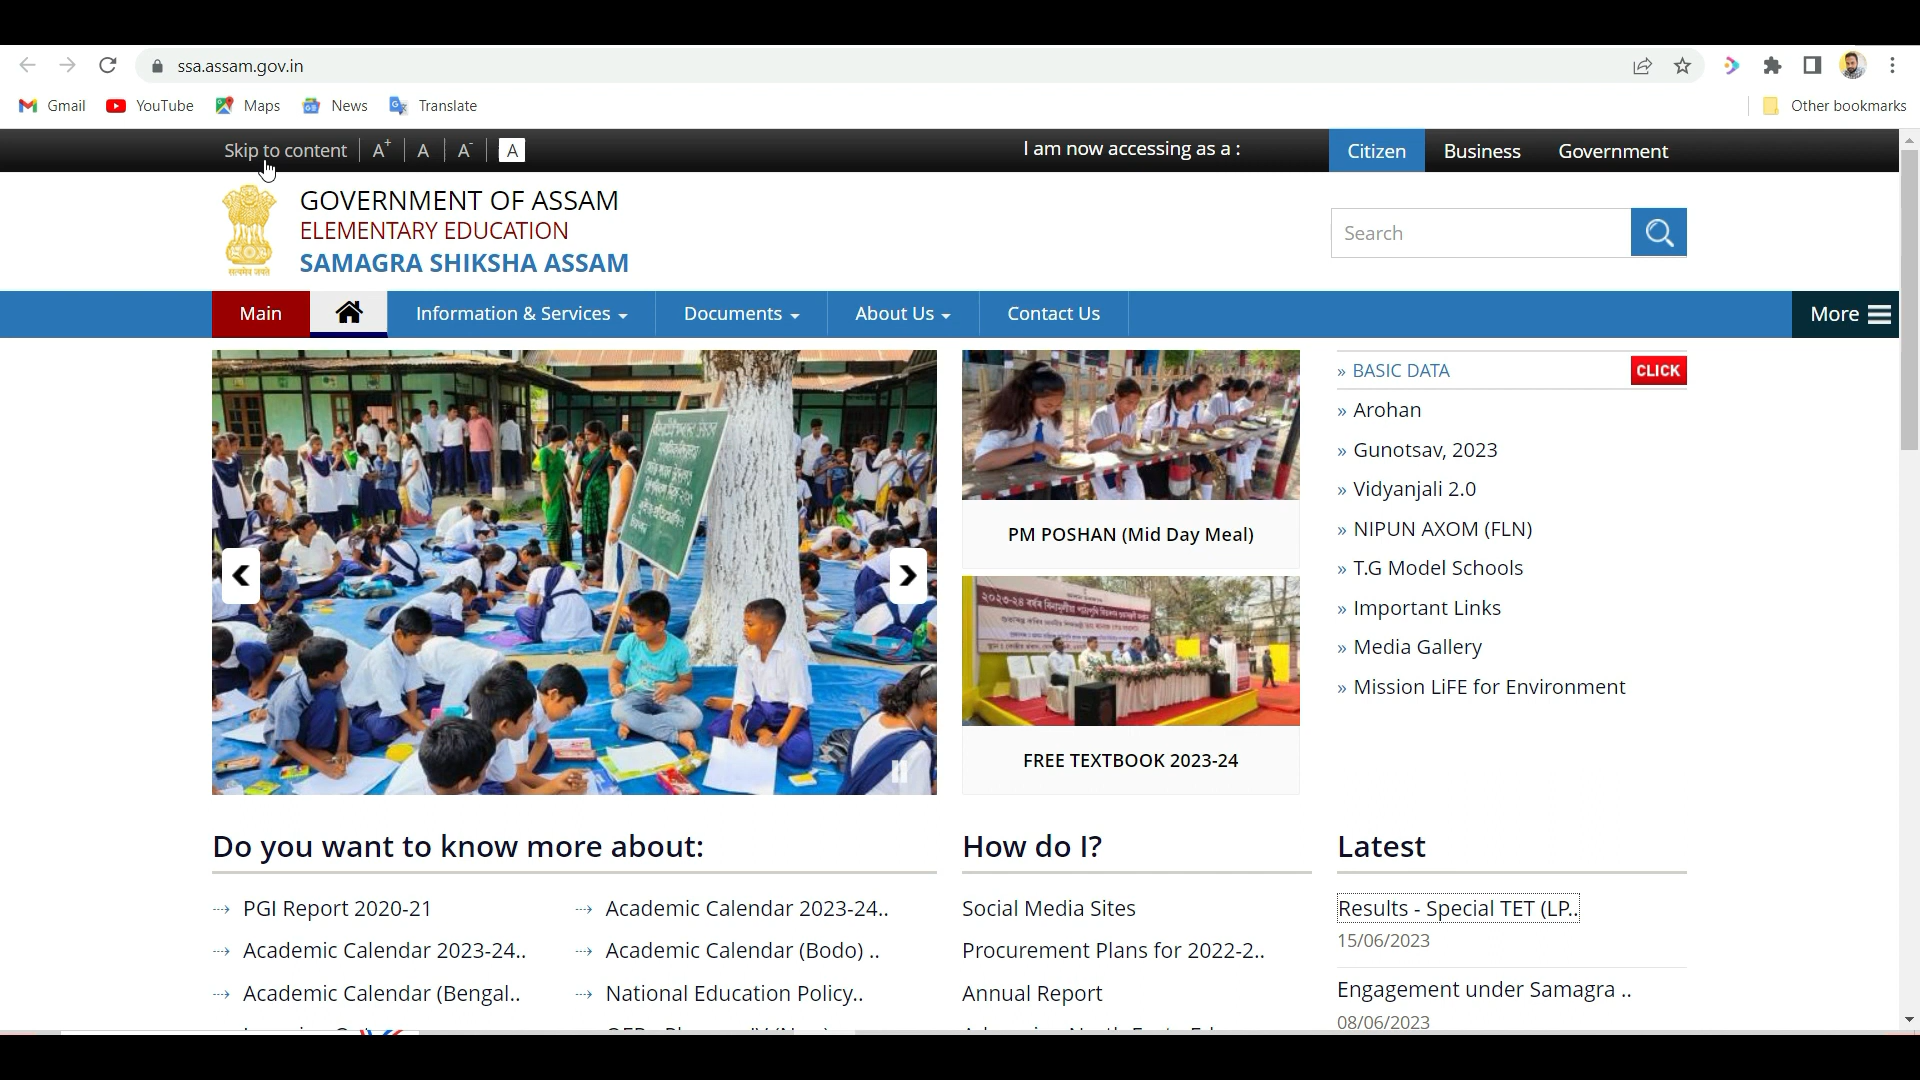 ssa.assam.gov.in
Gmail YouTube Maps News Translate Other bookmarks
Skip to content A+ A A- A I am now accessing as a : Citizen Business Government
GOVERNMENT OF ASSAM
ELEMENTARY EDUCATION
SAMAGRA SHIKSHA ASSAM
सत्यमेव जयते
Search
Main Information & Services Documents About Us Contact Us More
PM POSHAN (Mid Day Meal)
FREE TEXTBOOK 2023-24
» BASIC DATA CLICK
» Arohan
» Gunotsav, 2023
» Vidyanjali 2.0
» NIPUN AXOM (FLN)
» T.G Model Schools
» Important Links
» Media Gallery
» Mission LiFE for Environment
Do you want to know more about:
PGI Report 2020-21
Academic Calendar 2023-24..
Academic Calendar (Bengal..
Academic Calendar 2023-24..
Academic Calendar (Bodo) ..
National Education Policy..
How do I?
Social Media Sites
Procurement Plans for 2022-2..
Annual Report
Latest
Results - Special TET (LP..
15/06/2023
Engagement under Samagra ..
08/06/2023